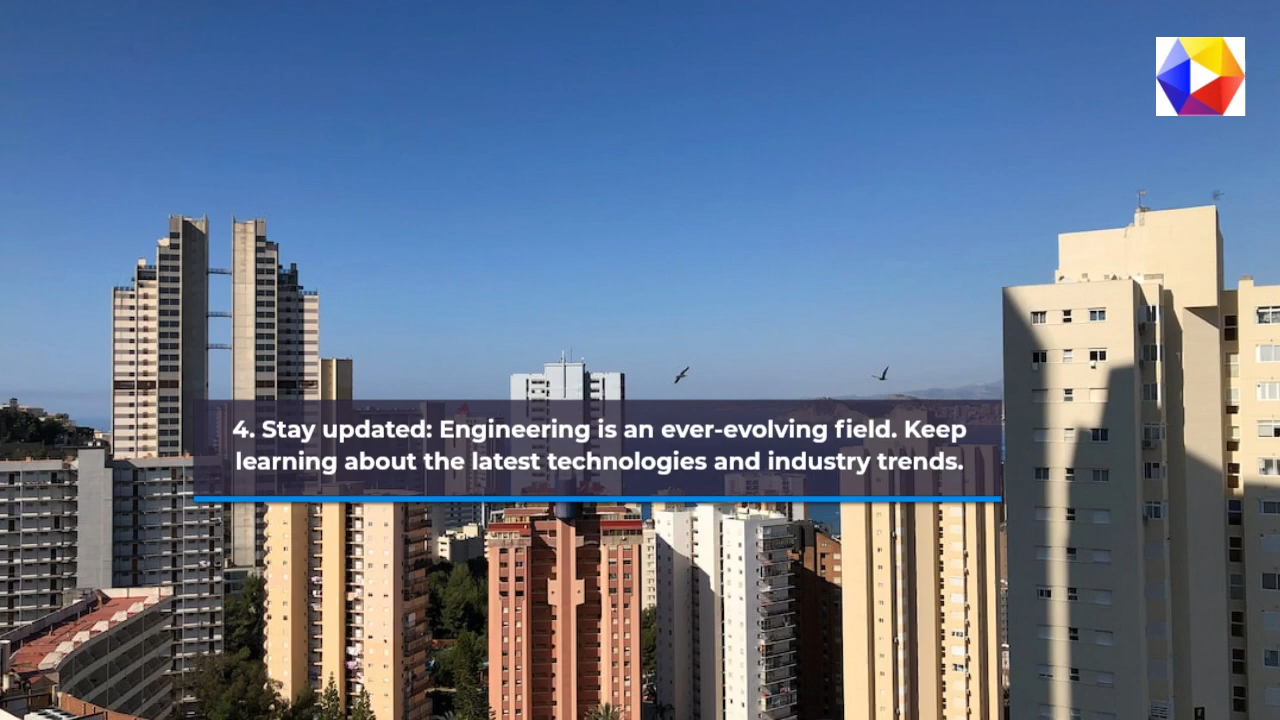 4. Stay updated: Engineering is an ever-evolving field. Keep
learning about the latest technologies and industry trends.